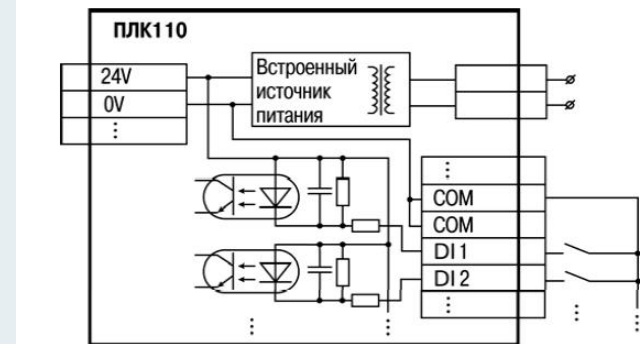 ПЛК110
24V
0V
⋮
Встроенный
источник
питания
⋮
COM
COM
DI 1
DI 2
⋮